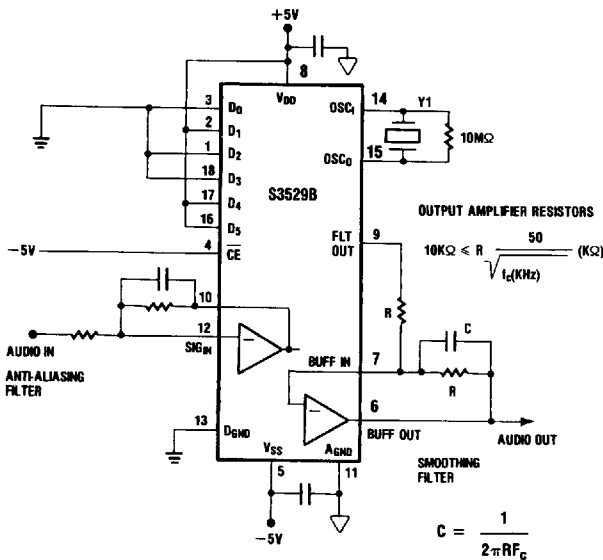 +5V
8
VDD
3 D0
2 D1
1 D2
18 D3
17 D4
16 D5
-5V 4 CE
S3529B
OSCi 14 Y1
OSCo 15 10MΩ
OUTPUT AMPLIFIER RESISTORS
10KΩ ⩽ R 50 / √fc(KHz) (KΩ)
FLT OUT 9
R
10
12 SIGIN
AUDIO IN
ANTI-ALIASING
FILTER
BUFF IN 7
C
R
6
BUFF OUT
AUDIO OUT
13 DGND
VSS AGND
5 11
-5V
SMOOTHING
FILTER
C = 1 / 2πRFc